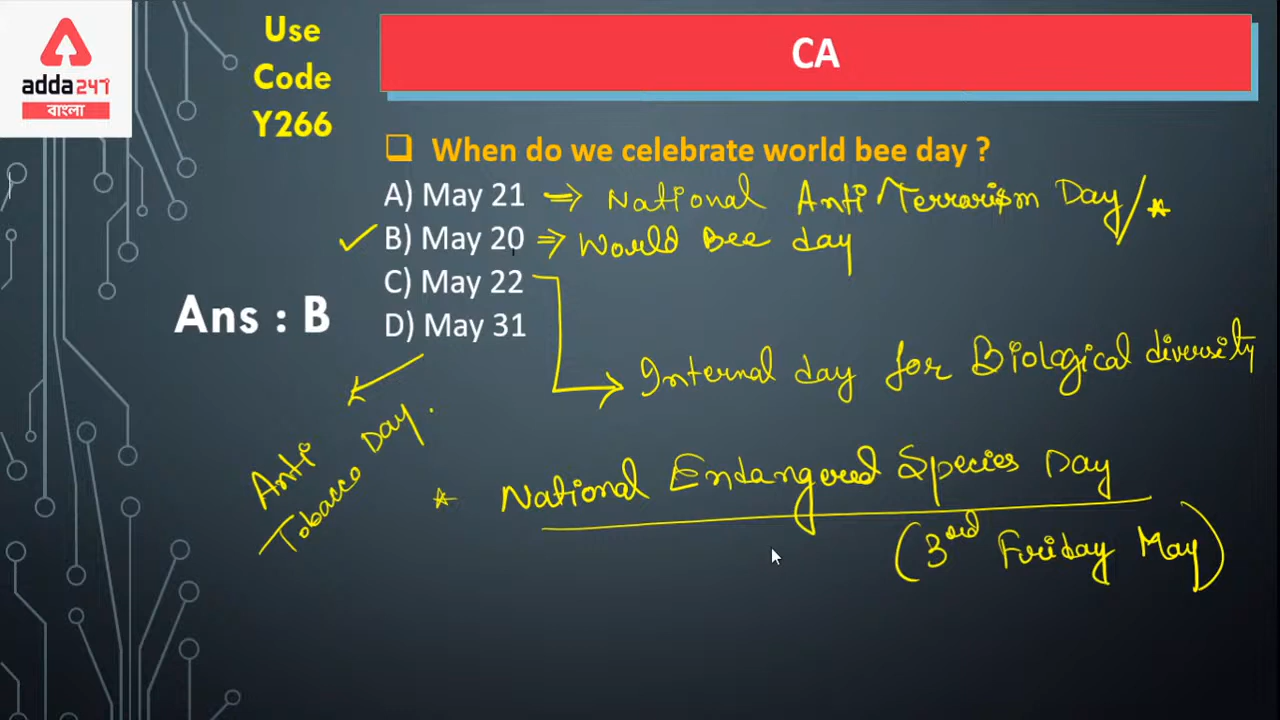 adda247
বাংলা
Use
Code
Y266
CA
When do we celebrate world bee day ?
A) May 21 => National Anti Terrorism Day/*
B) May 20 => World Bee day
C) May 22
Internal day for Biological diversity
D) May 31
Ans : B
Anti
Tobacco Day.
* National Endangered Species Day
(3rd Friday May)